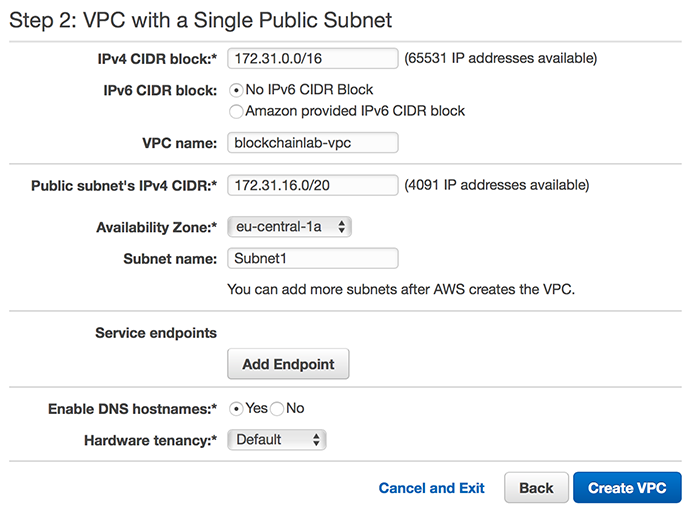 Step 2: VPC with a Single Public Subnet
IPv4 CIDR block:* 172.31.0.0/16 (65531 IP addresses available)
IPv6 CIDR block: No IPv6 CIDR Block
Amazon provided IPv6 CIDR block
VPC name: blockchainlab-vpc
Public subnet's IPv4 CIDR:* 172.31.16.0/20 (4091 IP addresses available)
Availability Zone:* eu-central-1a
Subnet name: Subnet1
You can add more subnets after AWS creates the VPC.
Service endpoints
Add Endpoint
Enable DNS hostnames:* Yes No
Hardware tenancy:* Default
Cancel and Exit Back Create VPC